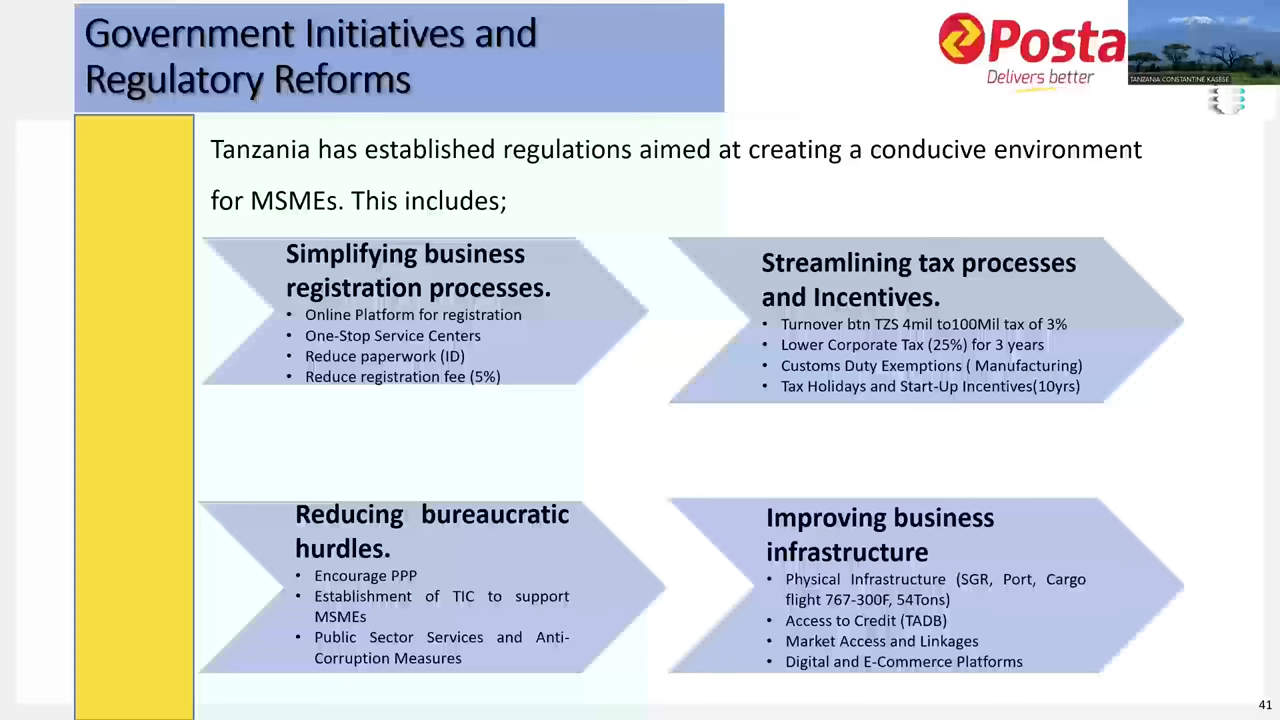 Government Initiatives and
Regulatory Reforms
Posta
Delivers better
TANZANIA CONSTANTINE KASESE
Tanzania has established regulations aimed at creating a conducive environment
for MSMEs. This includes;
Simplifying business
registration processes.
• Online Platform for registration
• One-Stop Service Centers
• Reduce paperwork (ID)
• Reduce registration fee (5%)
Streamlining tax processes
and Incentives.
• Turnover btn TZS 4mil to100Mil tax of 3%
• Lower Corporate Tax (25%) for 3 years
• Customs Duty Exemptions ( Manufacturing)
• Tax Holidays and Start-Up Incentives(10yrs)
Reducing bureaucratic
hurdles.
• Encourage PPP
• Establishment of TIC to support
MSMEs
• Public Sector Services and Anti-
Corruption Measures
Improving business
infrastructure
• Physical Infrastructure (SGR, Port, Cargo
flight 767-300F, 54Tons)
• Access to Credit (TADB)
• Market Access and Linkages
• Digital and E-Commerce Platforms
41